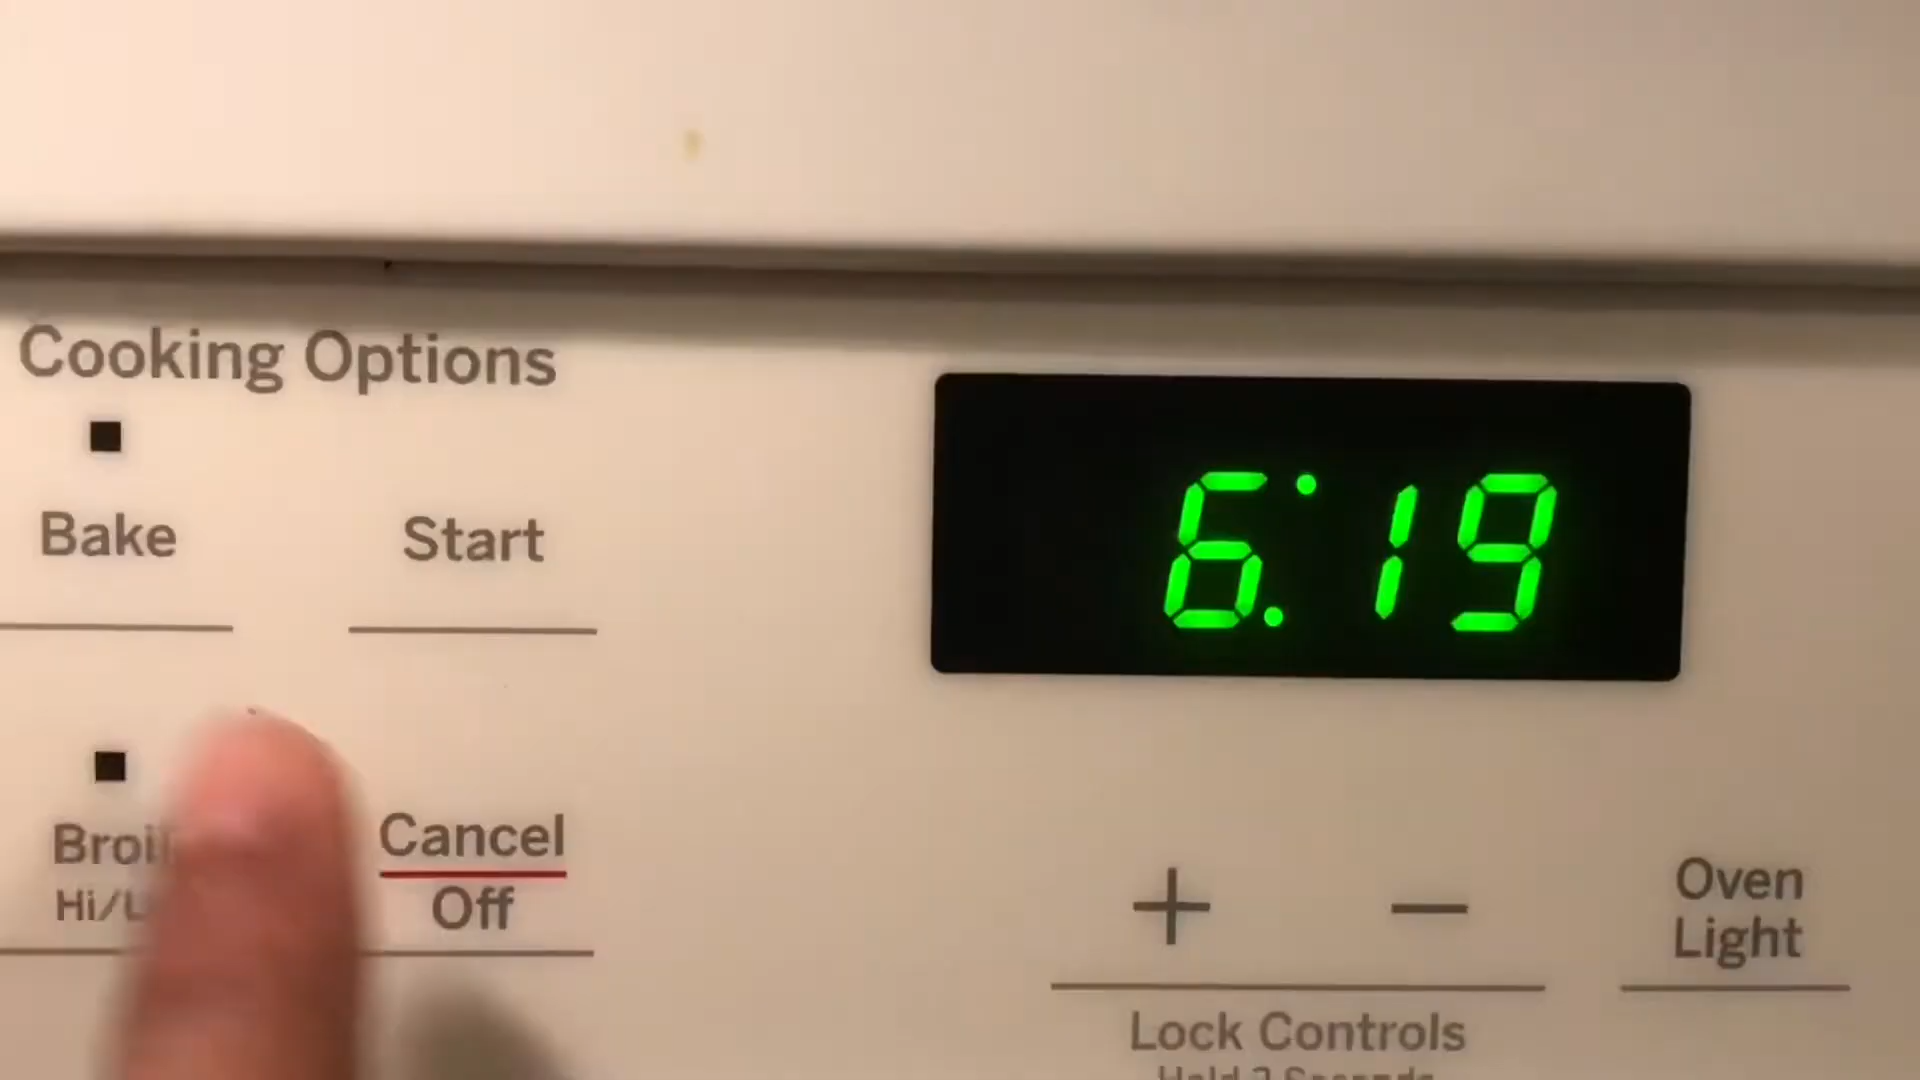 Cooking Options
Bake
Start
6:19
Cancel
Off
Oven
Light
+ −
Lock Controls